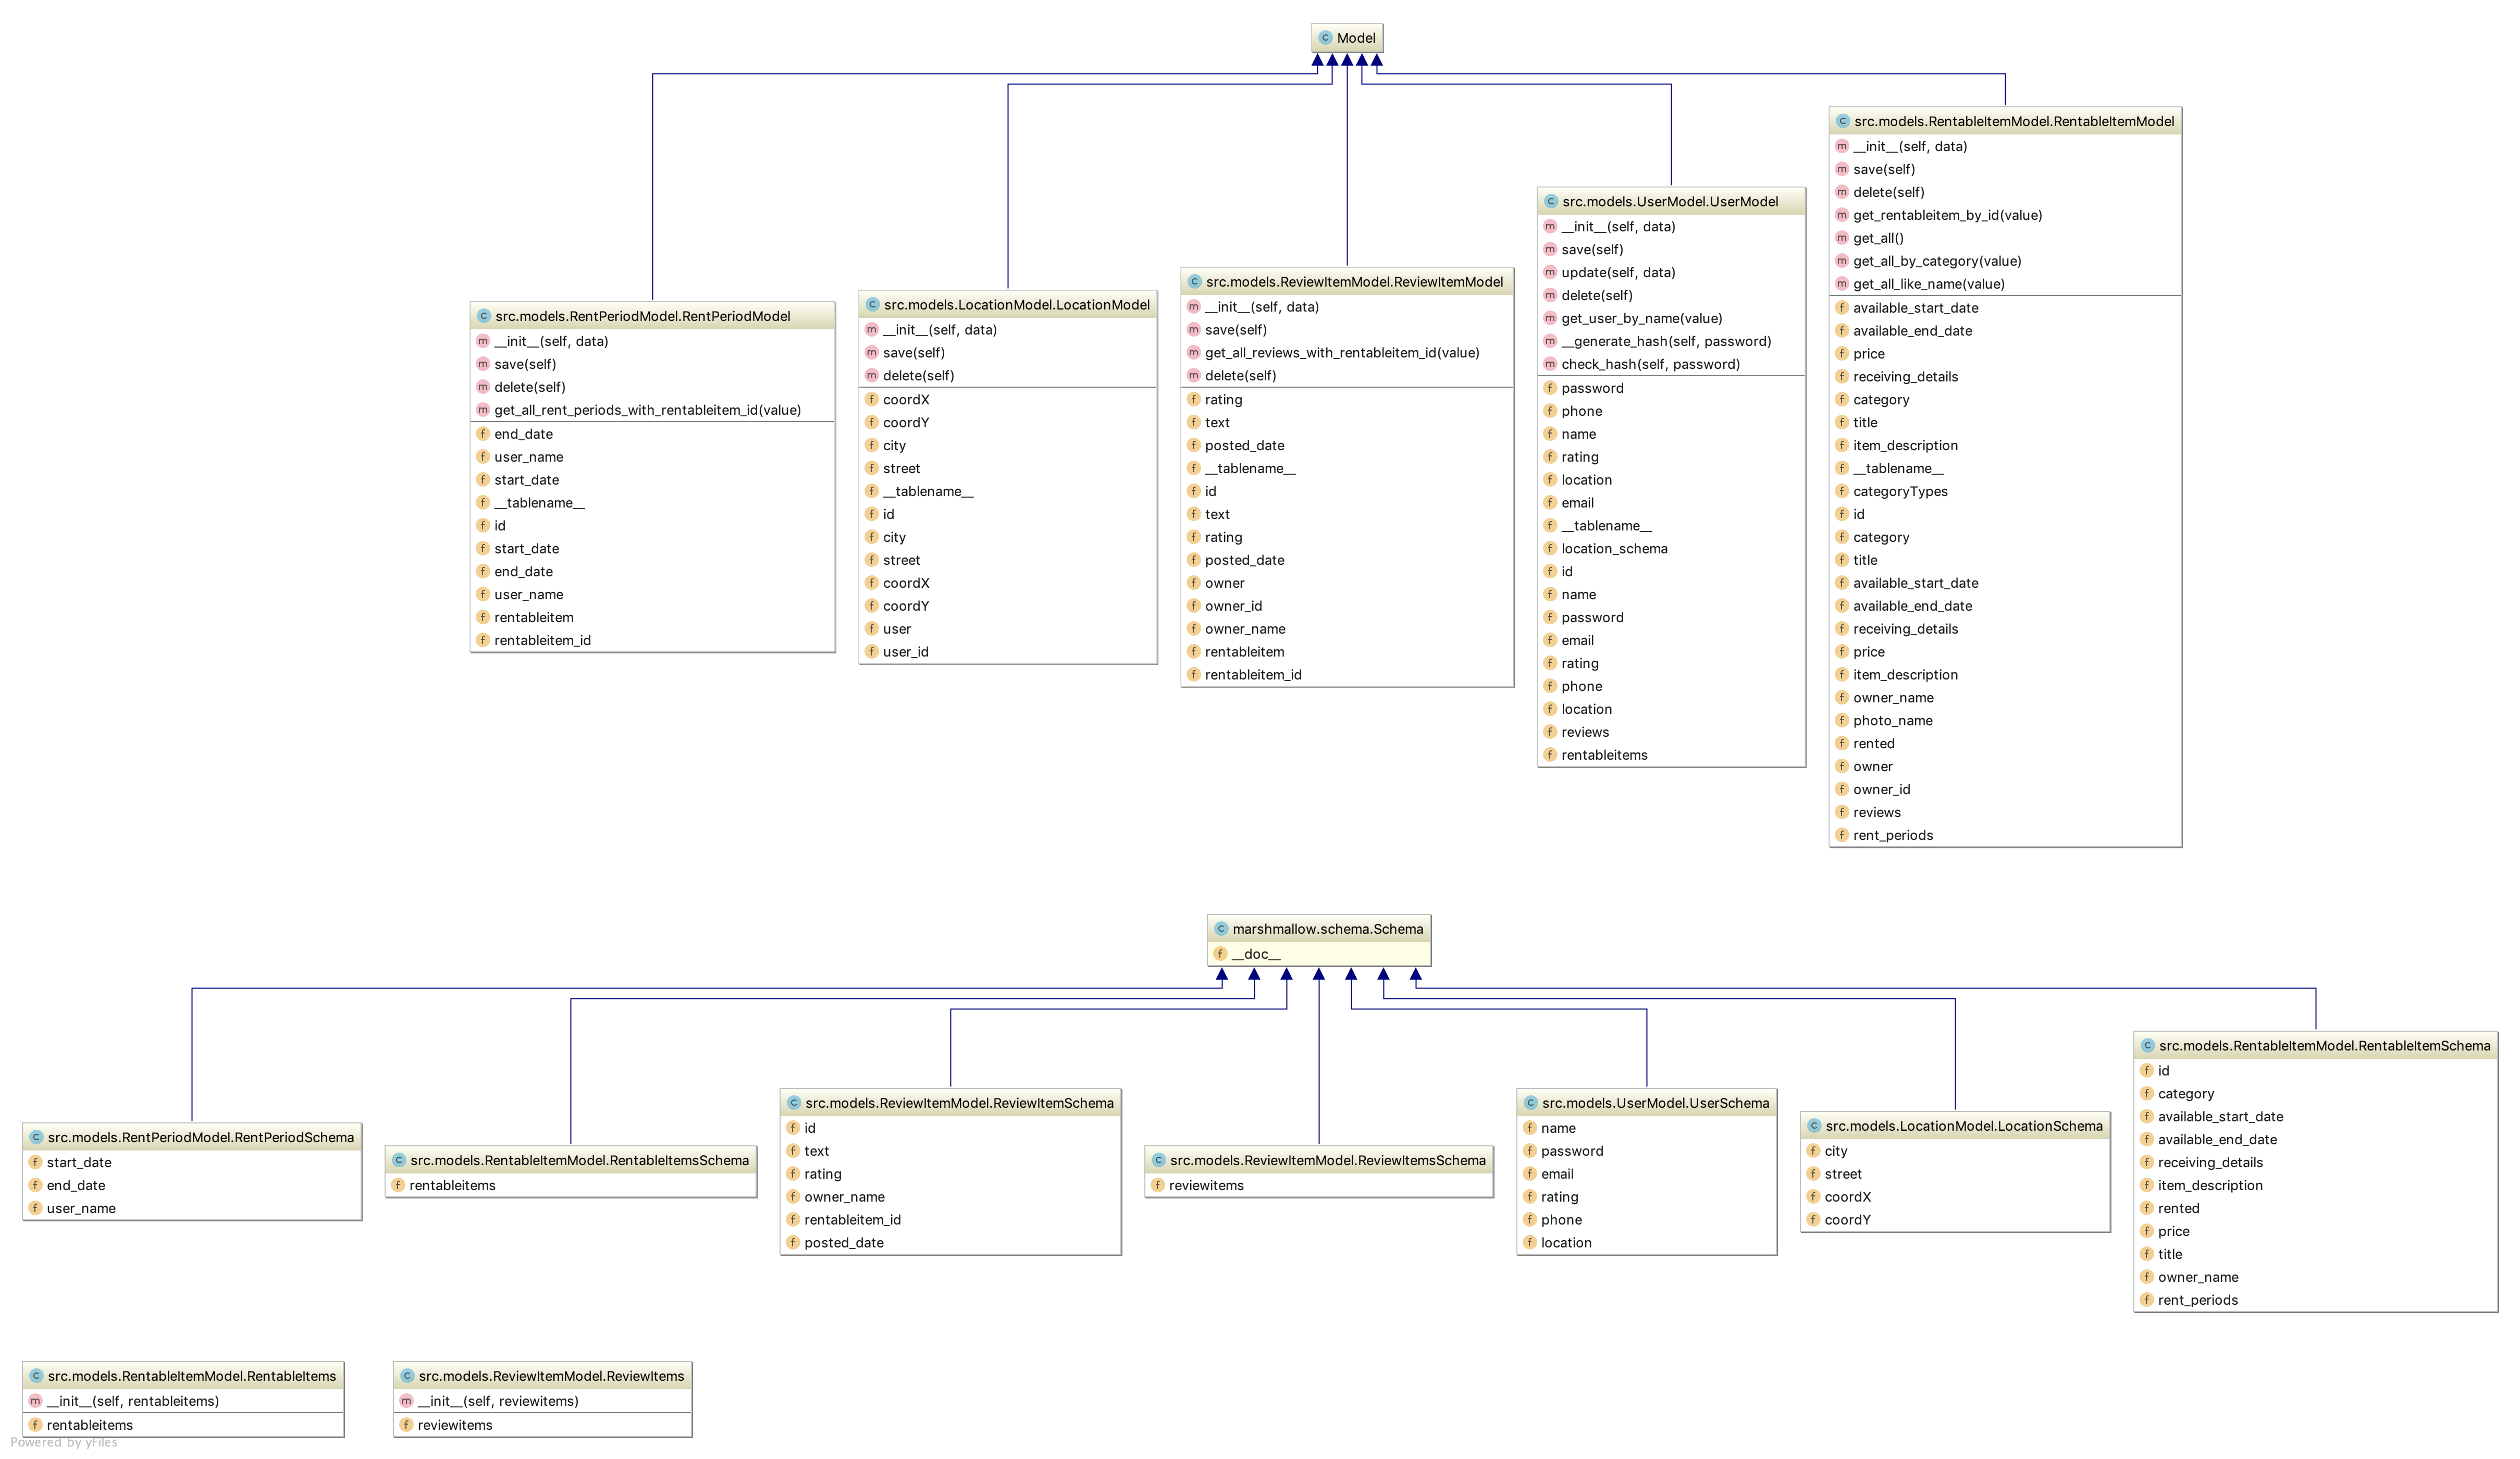 C Model
C src.models.RentPeriodModel.RentPeriodModel
m __init__(self, data)
m save(self)
m delete(self)
m get_all_rent_periods_with_rentableitem_id(value)
f end_date
f user_name
f start_date
f __tablename__
f id
f start_date
f end_date
f user_name
f rentableitem
f rentableitem_id
C src.models.LocationModel.LocationModel
m __init__(self, data)
m save(self)
m delete(self)
f coordX
f coordY
f city
f street
f __tablename__
f id
f city
f street
f coordX
f coordY
f user
f user_id
C src.models.ReviewItemModel.ReviewItemModel
m __init__(self, data)
m save(self)
m get_all_reviews_with_rentableitem_id(value)
m delete(self)
f rating
f text
f posted_date
f __tablename__
f id
f text
f rating
f posted_date
f owner
f owner_id
f owner_name
f rentableitem
f rentableitem_id
C src.models.UserModel.UserModel
m __init__(self, data)
m save(self)
m update(self, data)
m delete(self)
m get_user_by_name(value)
m __generate_hash(self, password)
m check_hash(self, password)
f password
f phone
f name
f rating
f location
f email
f __tablename__
f location_schema
f id
f name
f password
f email
f rating
f phone
f location
f reviews
f rentableitems
C src.models.RentableItemModel.RentableItemModel
m __init__(self, data)
m save(self)
m delete(self)
m get_rentableitem_by_id(value)
m get_all()
m get_all_by_category(value)
m get_all_like_name(value)
f available_start_date
f available_end_date
f price
f receiving_details
f category
f title
f item_description
f __tablename__
f categoryTypes
f id
f category
f title
f available_start_date
f available_end_date
f receiving_details
f price
f item_description
f owner_name
f photo_name
f rented
f owner
f owner_id
f reviews
f rent_periods
C marshmallow.schema.Schema
f __doc__
C src.models.RentPeriodModel.RentPeriodSchema
f start_date
f end_date
f user_name
C src.models.RentableItemModel.RentableItemsSchema
f rentableitems
C src.models.ReviewItemModel.ReviewItemSchema
f id
f text
f rating
f owner_name
f rentableitem_id
f posted_date
C src.models.ReviewItemModel.ReviewItemsSchema
f reviewitems
C src.models.UserModel.UserSchema
f name
f password
f email
f rating
f phone
f location
C src.models.LocationModel.LocationSchema
f city
f street
f coordX
f coordY
C src.models.RentableItemModel.RentableItemSchema
f id
f category
f available_start_date
f available_end_date
f receiving_details
f item_description
f rented
f price
f title
f owner_name
f rent_periods
C src.models.RentableItemModel.RentableItems
m __init__(self, rentableitems)
f rentableitems
C src.models.ReviewItemModel.ReviewItems
m __init__(self, reviewitems)
f reviewitems
Powered by yFiles